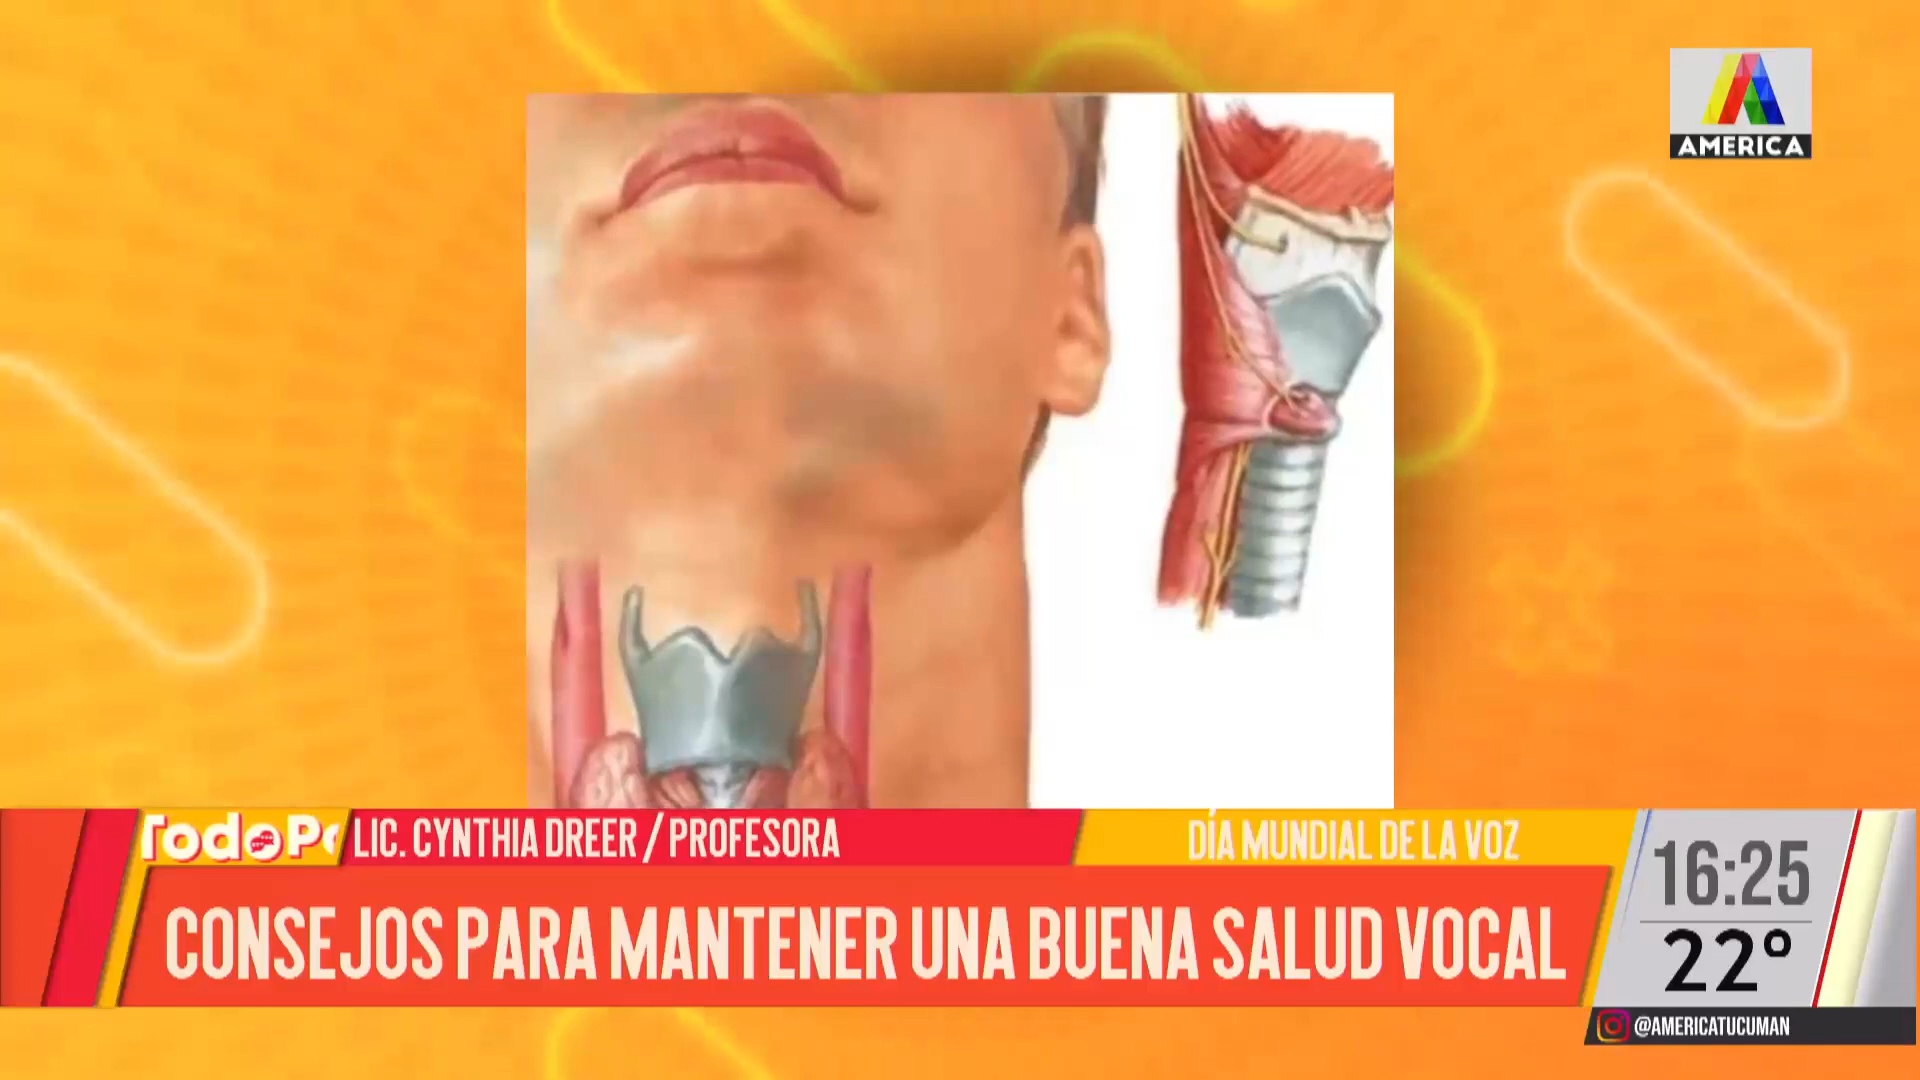 AMERICA
TodoPo
LIC. CYNTHIA DREER / PROFESORA
DÍA MUNDIAL DE LA VOZ
CONSEJOS PARA MANTENER UNA BUENA SALUD VOCAL
16:25
22°
@AMERICATUCUMAN